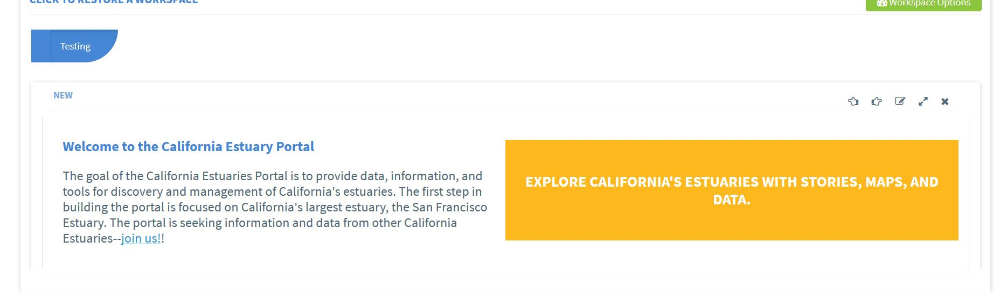 CLICK TO RESTORE A WORKSPACE
Workspace Options
Testing
NEW
Welcome to the California Estuary Portal
The goal of the California Estuaries Portal is to provide data, information, and
tools for discovery and management of California's estuaries. The first step in
building the portal is focused on California's largest estuary, the San Francisco
Estuary. The portal is seeking information and data from other California
Estuaries--join us!!
EXPLORE CALIFORNIA'S ESTUARIES WITH STORIES, MAPS, AND
DATA.